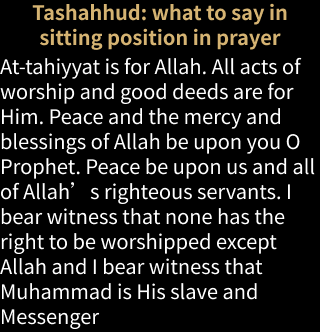 Tashahhud: what to say in
sitting position in prayer
At-tahiyyat is for Allah. All acts of
worship and good deeds are for
Him. Peace and the mercy and
blessings of Allah be upon you O
Prophet. Peace be upon us and all
of Allah’s righteous servants. I
bear witness that none has the
right to be worshipped except
Allah and I bear witness that
Muhammad is His slave and
Messenger